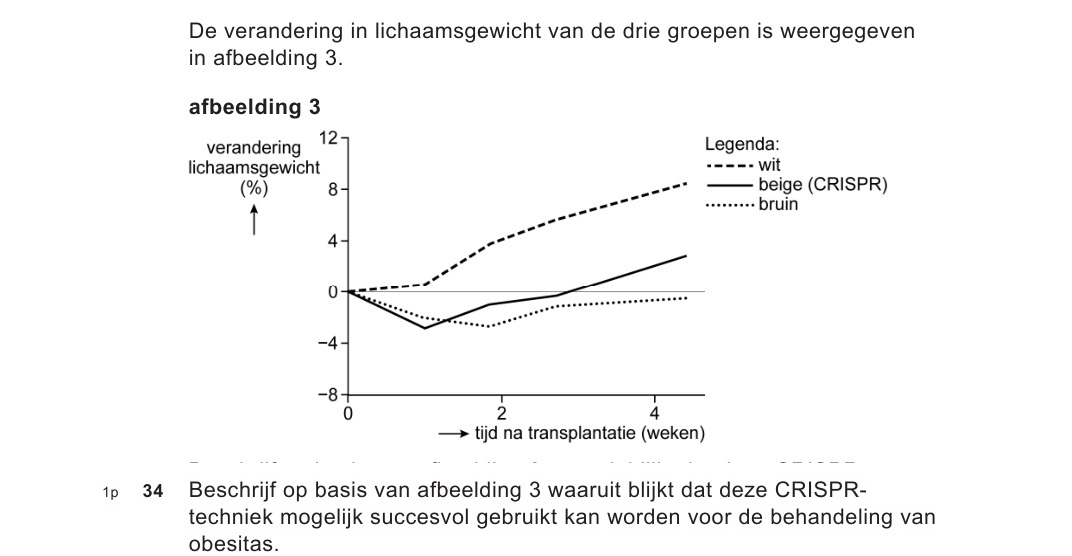 De verandering in lichaamsgewicht van de drie groepen is weergegeven
in afbeelding 3.
afbeelding 3
verandering
lichaamsgewicht
(%)
12
8
4
0
−4
−8
0
2
4
tijd na transplantatie (weken)
Legenda:
wit
beige (CRISPR)
bruin
1p 34 Beschrijf op basis van afbeelding 3 waaruit blijkt dat deze CRISPR-
techniek mogelijk succesvol gebruikt kan worden voor de behandeling van
obesitas.